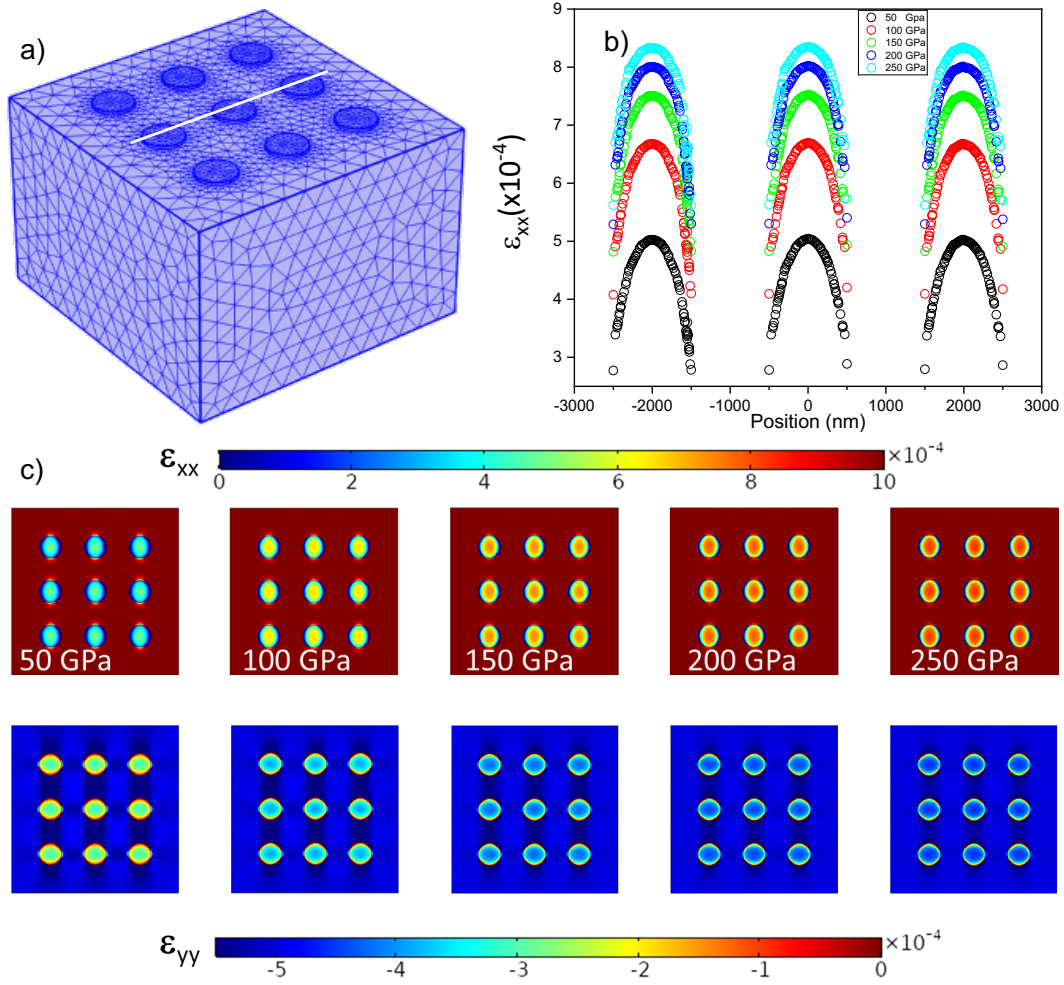 a)
b)
50 Gpa
100 GPa
150 GPa
200 GPa
250 GPa
9
8
7
6
5
4
3
εxx(x10⁻⁴)
-3000 -2000 -1000 0 1000 2000 3000
Position (nm)
c)
εxx
×10⁻⁴
0 2 4 6 8 10
50 GPa 100 GPa 150 GPa 200 GPa 250 GPa
εyy
×10⁻⁴
-5 -4 -3 -2 -1 0